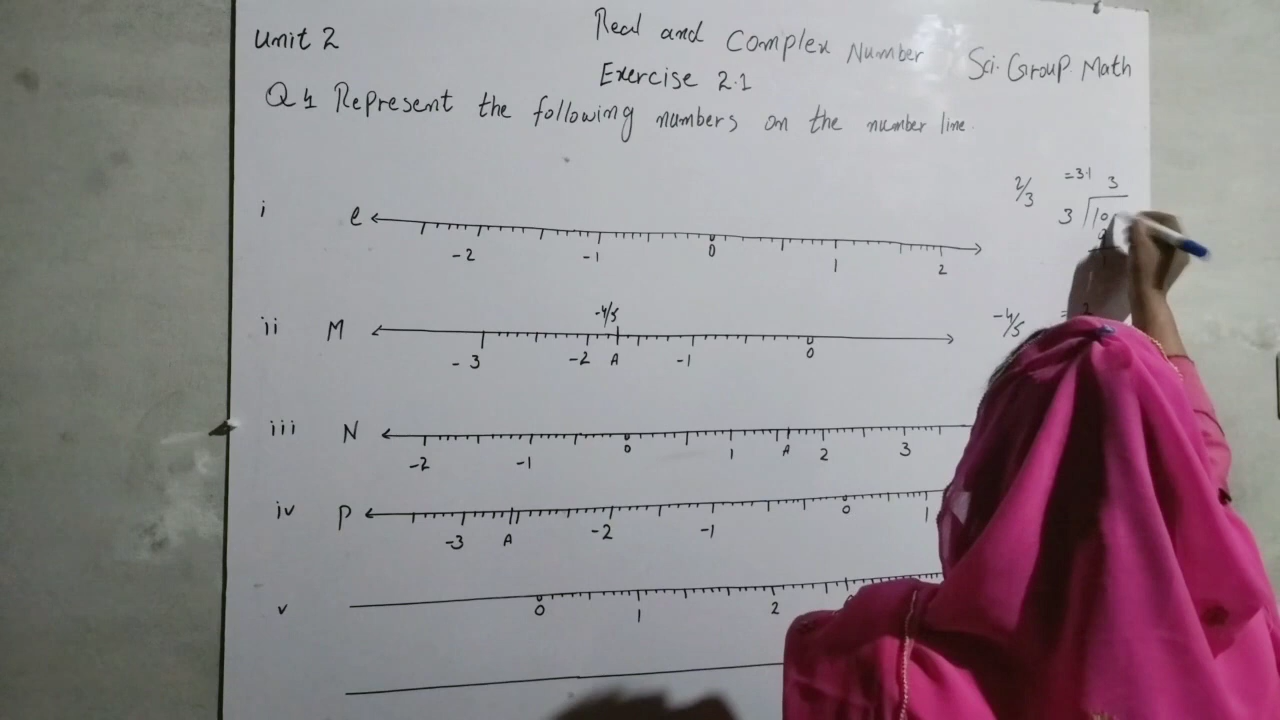 Unit 2 Real and Complex Number Sci. Group Math
Exercise 2.1
Q 4 Represent the following numbers on the number line.
2/3 = 3.1 3
3 10
i l
-2 -1 0 1 2
-4/5 -4/5 =
ii M
-3 -2 A -1 0
iii N
-2 -1 0 1 A 2 3
iv P 0 1
-3 A -2 -1
v
0 1 2